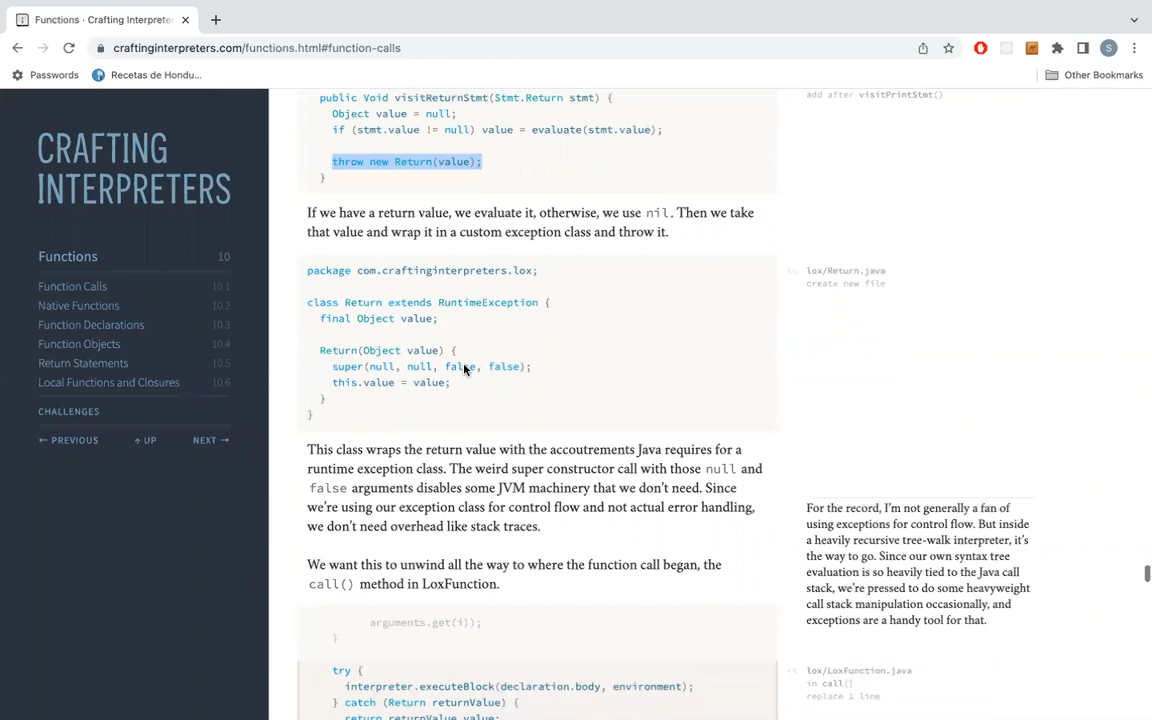 Functions · Crafting Interprete
craftinginterpreters.com/functions.html#function-calls
S
Passwords
Recetas de Hondu...
Other Bookmarks
CRAFTING
INTERPRETERS
Functions 10
Function Calls 10.1
Native Functions 10.2
Function Declarations 10.3
Function Objects 10.4
Return Statements 10.5
Local Functions and Closures 10.6
CHALLENGES
← PREVIOUS ↑ UP NEXT →
public Void visitReturnStmt(Stmt.Return stmt) {
Object value = null;
if (stmt.value != null) value = evaluate(stmt.value);
throw new Return(value);
}
add after visitPrintStmt()
If we have a return value, we evaluate it, otherwise, we use nil. Then we take
that value and wrap it in a custom exception class and throw it.
package com.craftinginterpreters.lox;
class Return extends RuntimeException {
final Object value;
Return(Object value) {
super(null, null, false, false);
this.value = value;
}
}
<< lox/Return.java
create new file
This class wraps the return value with the accoutrements Java requires for a
runtime exception class. The weird super constructor call with those null and
false arguments disables some JVM machinery that we don't need. Since
we're using our exception class for control flow and not actual error handling,
we don't need overhead like stack traces.
For the record, I'm not generally a fan of
using exceptions for control flow. But inside
a heavily recursive tree-walk interpreter, it's
the way to go. Since our own syntax tree
evaluation is so heavily tied to the Java call
stack, we're pressed to do some heavyweight
call stack manipulation occasionally, and
exceptions are a handy tool for that.
We want this to unwind all the way to where the function call began, the
call() method in LoxFunction.
arguments.get(i));
}
try {
interpreter.executeBlock(declaration.body, environment);
} catch (Return returnValue) {
return returnValue.value;
<< lox/LoxFunction.java
in call()
replace 1 line